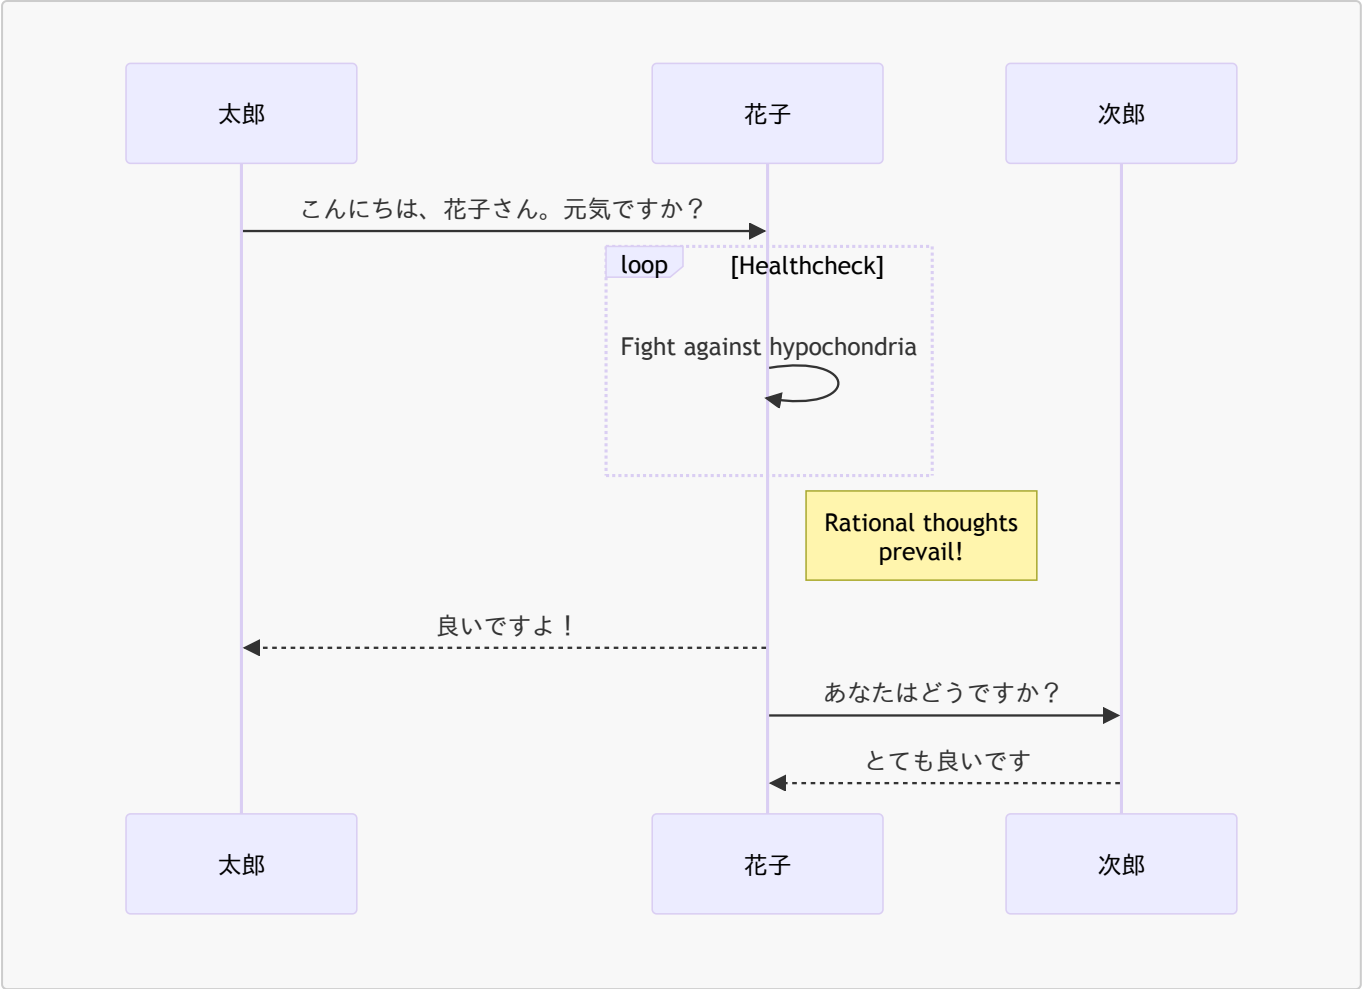 太郎
花子
次郎
こんにちは、花子さん。元気ですか？
loop
[Healthcheck]
Fight against hypochondria
Rational thoughts
prevail!
良いですよ！
あなたはどうですか？
とても良いです
太郎
花子
次郎